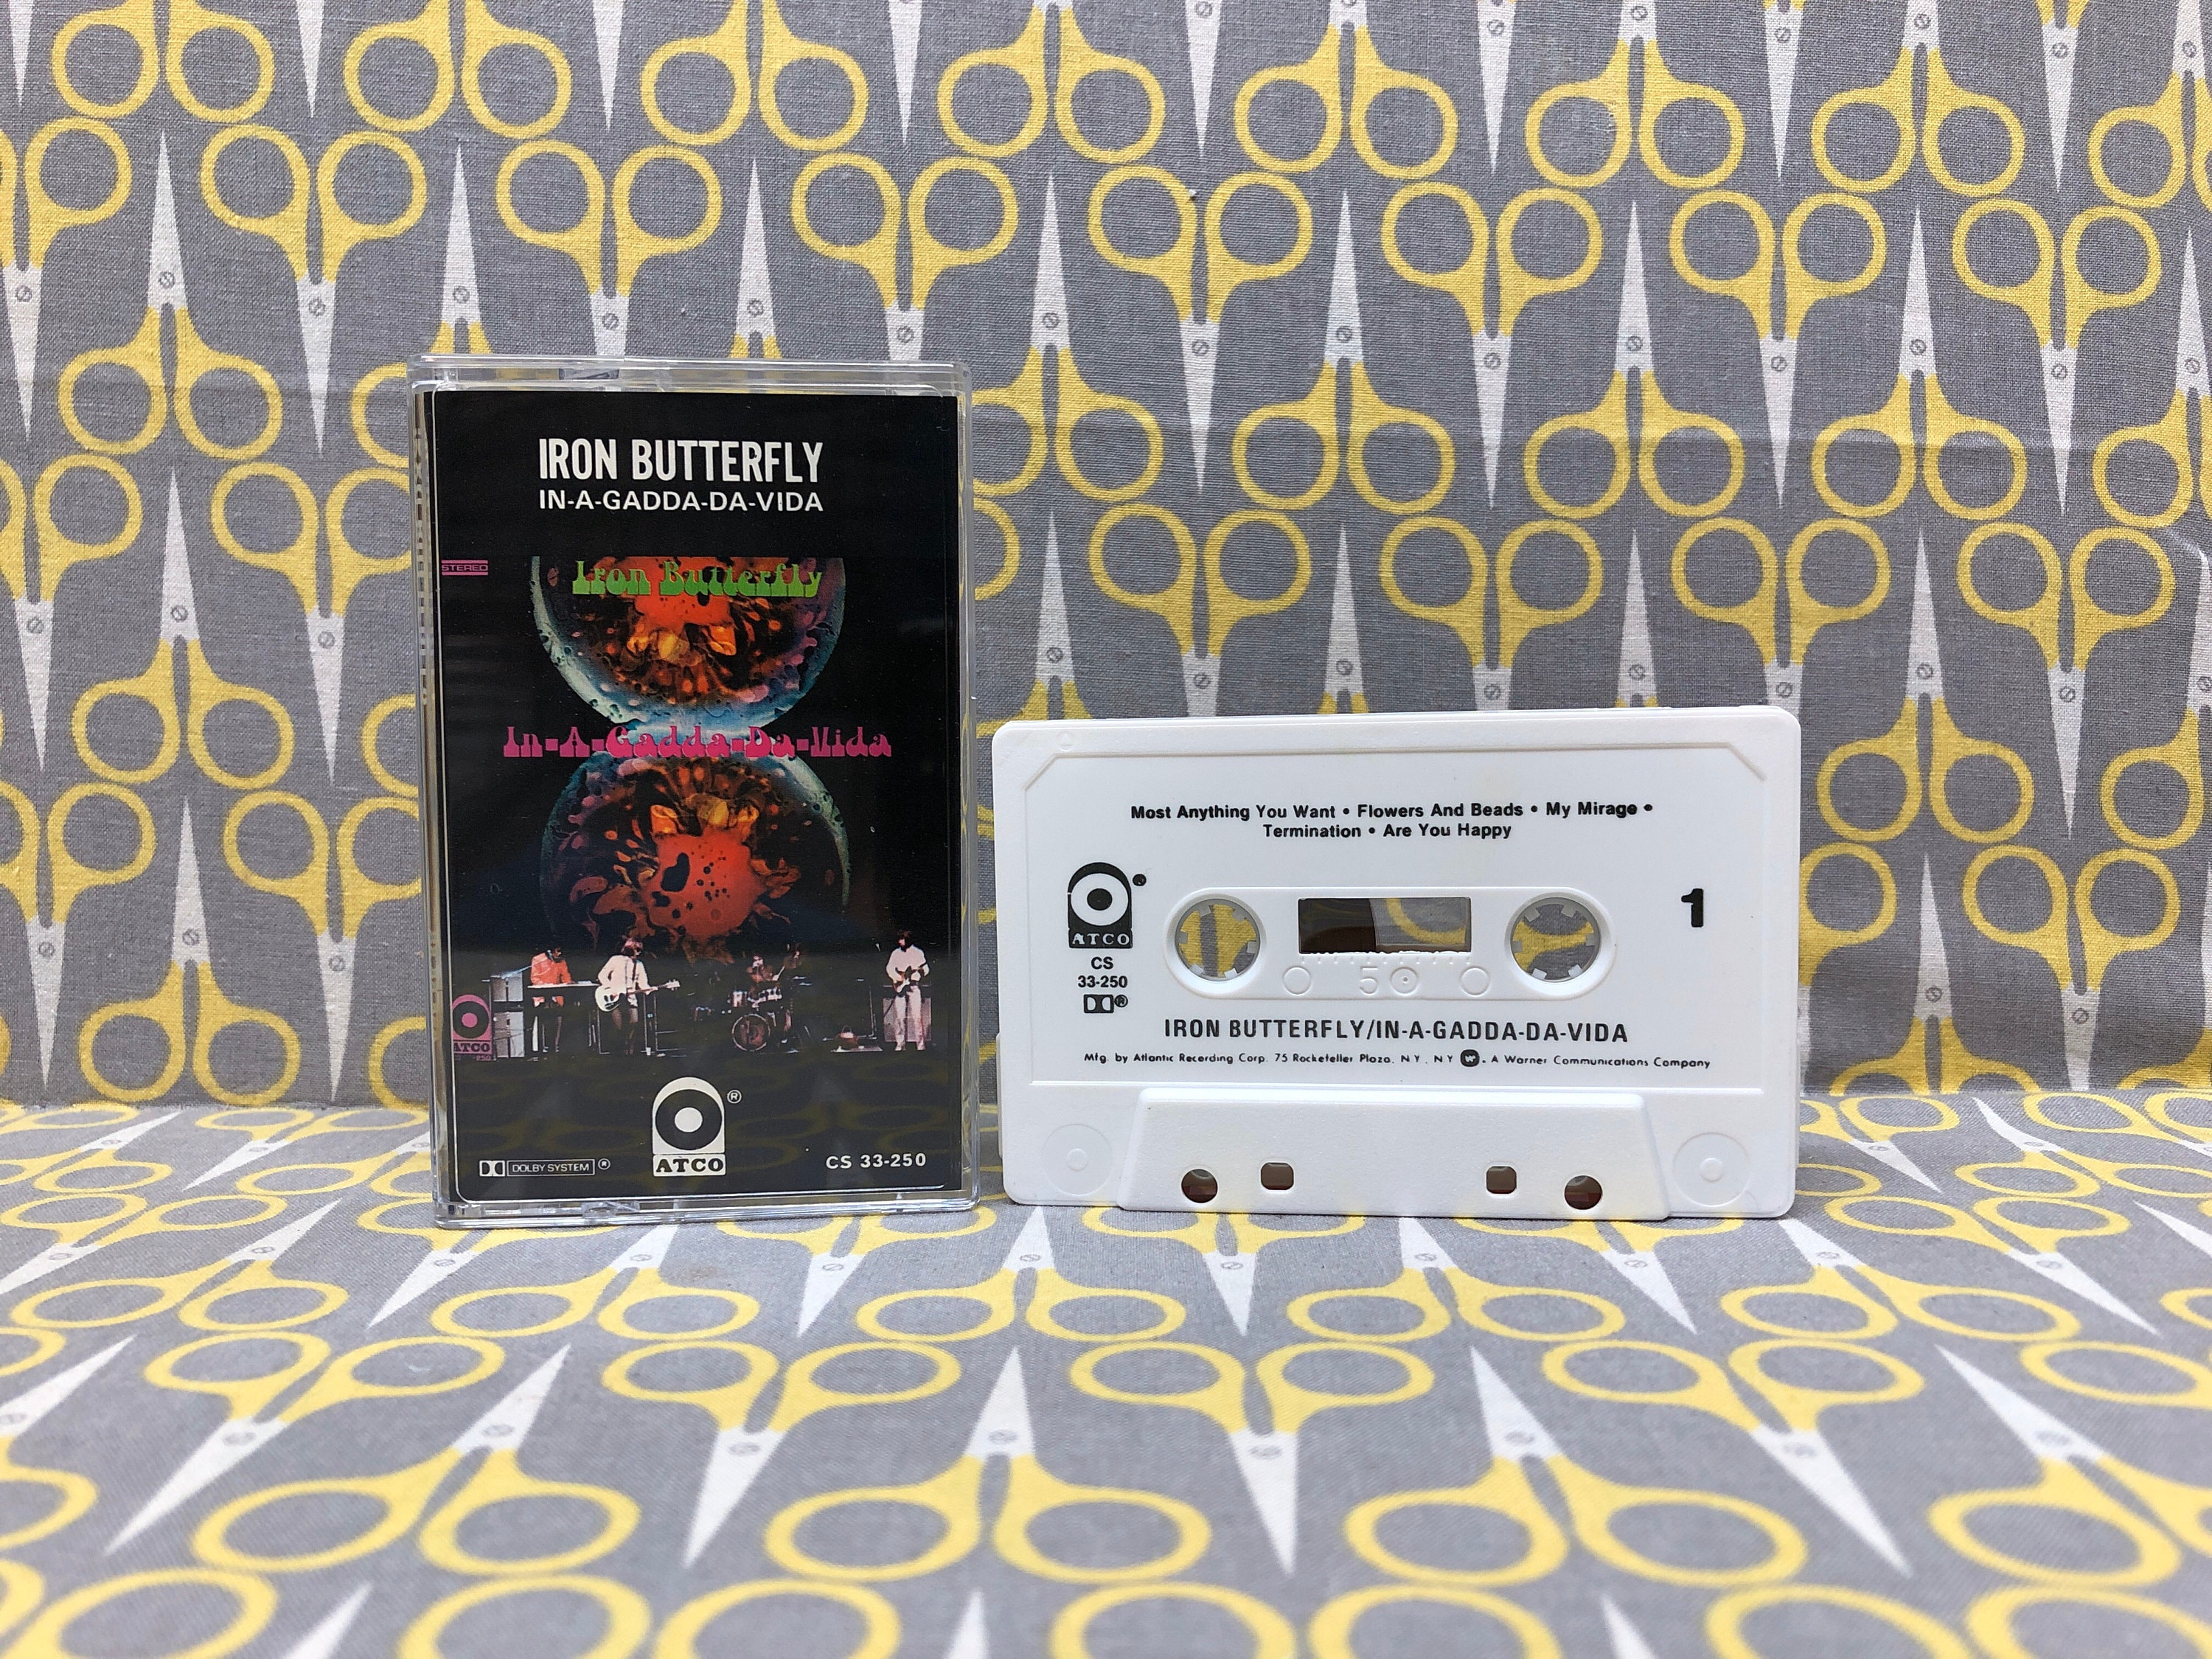 IRON BUTTERFLY
IN-A-GADDA-DA-VIDA
STEREO
Iron Butterfly
In-A-Gadda-Da-Vida
ATCO
ATCO ®
DOLBY SYSTEM ®
CS 33-250
Most Anything You Want • Flowers And Beads • My Mirage •
Termination • Are You Happy
1
ATCO
CS
33-250
®
50
IRON BUTTERFLY/IN-A-GADDA-DA-VIDA
Mfg. by Atlantic Recording Corp. 75 Rockefeller Plaza, N.Y., N.Y. A Warner Communications Company